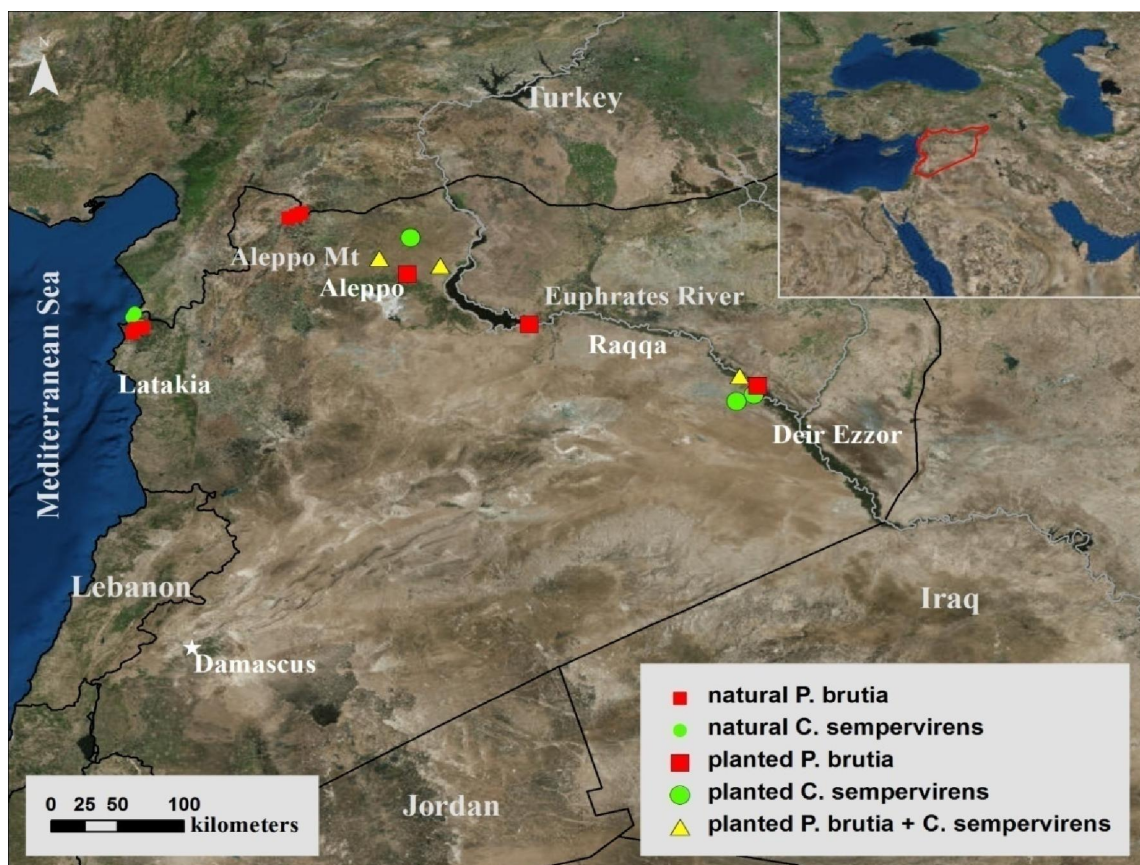 N
Turkey
Aleppo Mt
Aleppo
Euphrates River
Raqqa
Mediterranean Sea
Latakia
Deir Ezzor
Lebanon
Iraq
Damascus
Jordan
natural P. brutia
natural C. sempervirens
planted P. brutia
planted C. sempervirens
planted P. brutia + C. sempervirens
0 25 50 100
kilometers